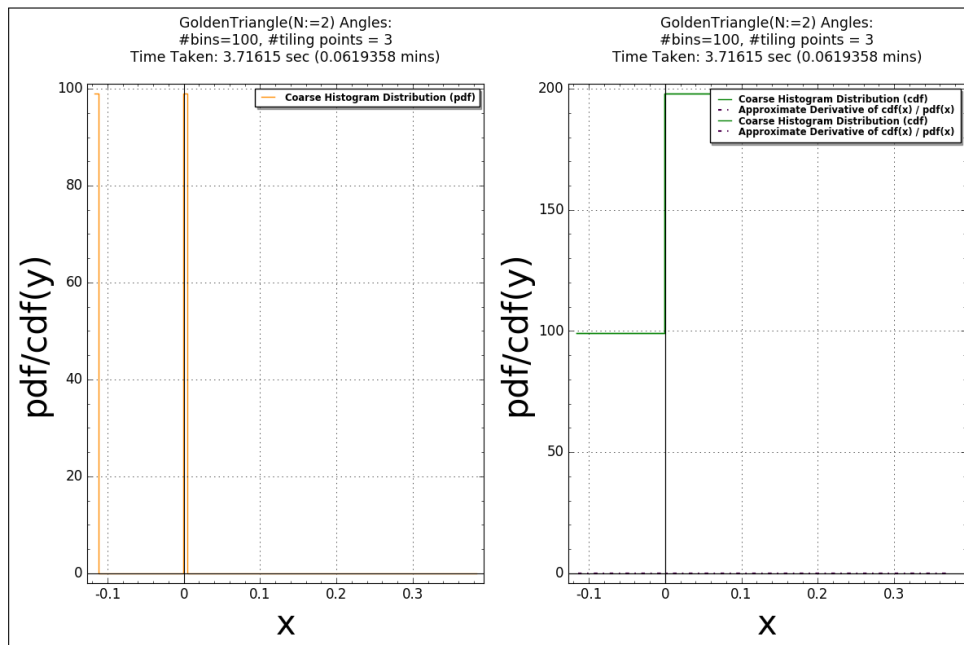 GoldenTriangle(N:=2) Angles:
#bins=100, #tiling points = 3
Time Taken: 3.71615 sec (0.0619358 mins)
Coarse Histogram Distribution (pdf)
100
80
60
40
20
0
pdf/cdf(y)
-0.1
0
0.1
0.2
0.3
x
GoldenTriangle(N:=2) Angles:
#bins=100, #tiling points = 3
Time Taken: 3.71615 sec (0.0619358 mins)
Coarse Histogram Distribution (cdf)
Approximate Derivative of cdf(x) / pdf(x)
Coarse Histogram Distribution (cdf)
Approximate Derivative of cdf(x) / pdf(x)
200
150
100
50
0
pdf/cdf(y)
-0.1
0
0.1
0.2
0.3
x